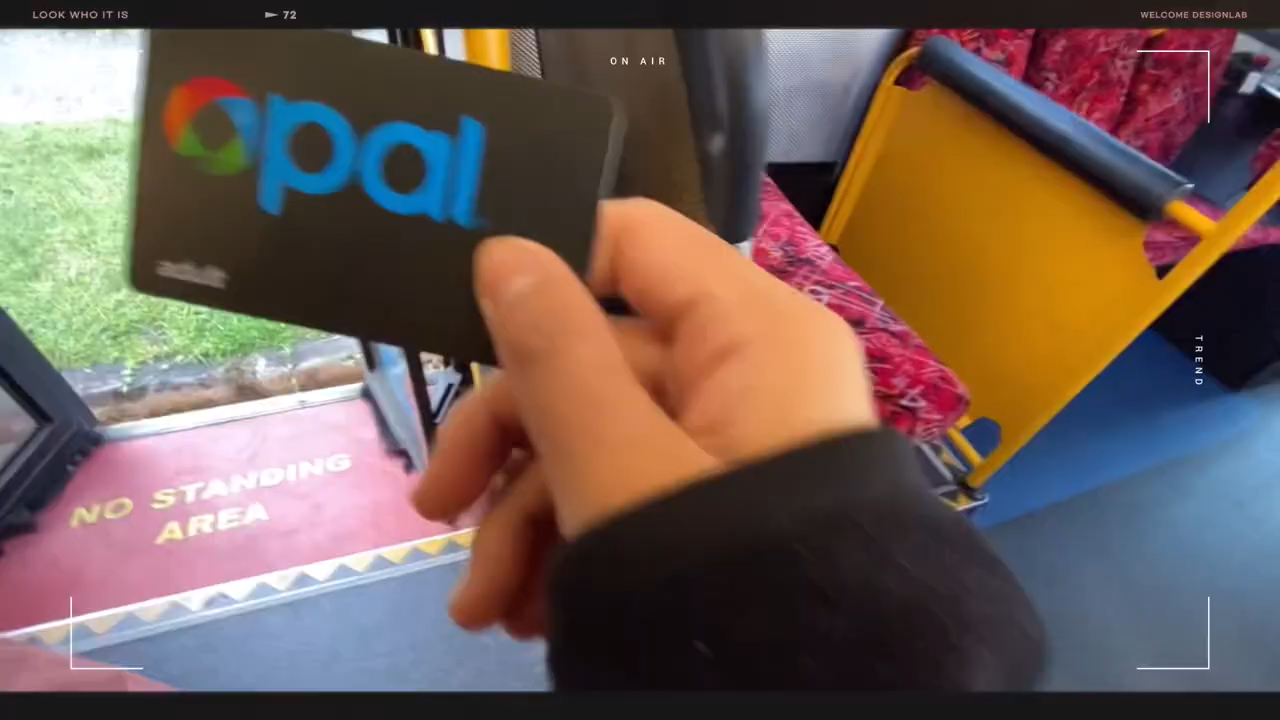 LOOK WHO IT IS
72
WELCOME DESIGNLAB
ON AIR
opal
TREND
NO STANDING
AREA